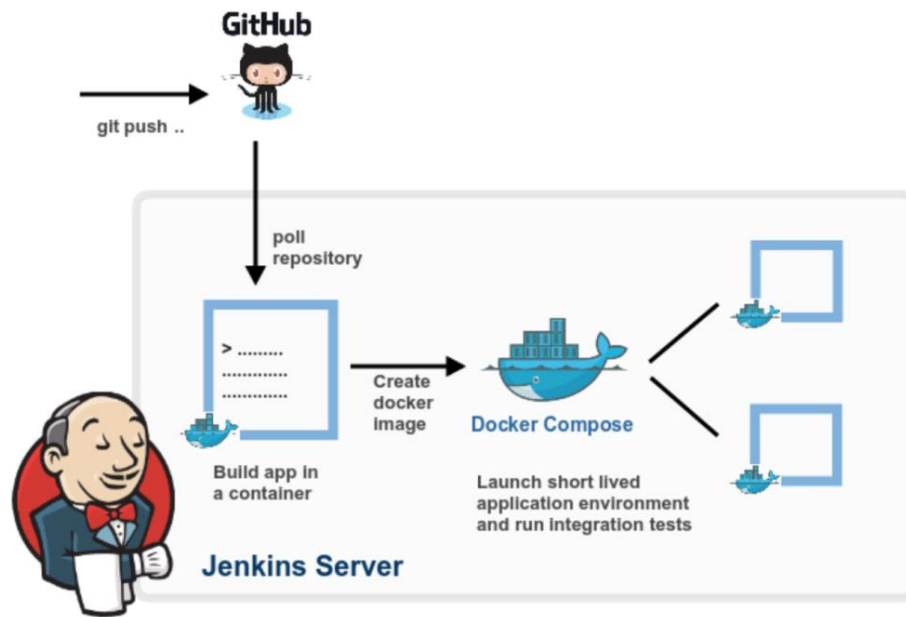 GitHub
git push ..
poll
repository
> .........
.............
.............
Create
docker
image
Docker Compose
Build app in
a container
Launch short lived
application environment
and run integration tests
Jenkins Server